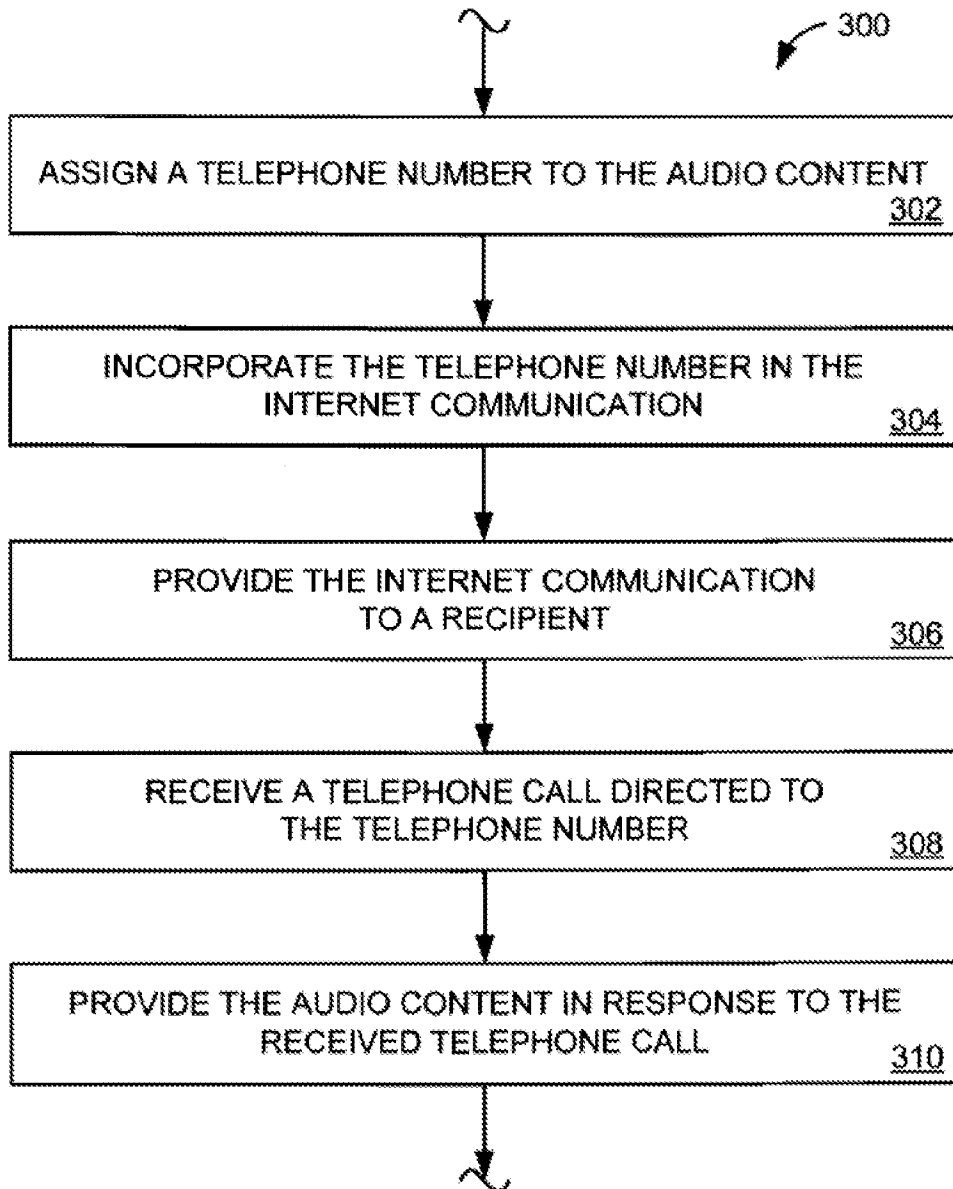 300
ASSIGN A TELEPHONE NUMBER TO THE AUDIO CONTENT
302
INCORPORATE THE TELEPHONE NUMBER IN THE
INTERNET COMMUNICATION
304
PROVIDE THE INTERNET COMMUNICATION
TO A RECIPIENT
306
RECEIVE A TELEPHONE CALL DIRECTED TO
THE TELEPHONE NUMBER
308
PROVIDE THE AUDIO CONTENT IN RESPONSE TO THE
RECEIVED TELEPHONE CALL
310